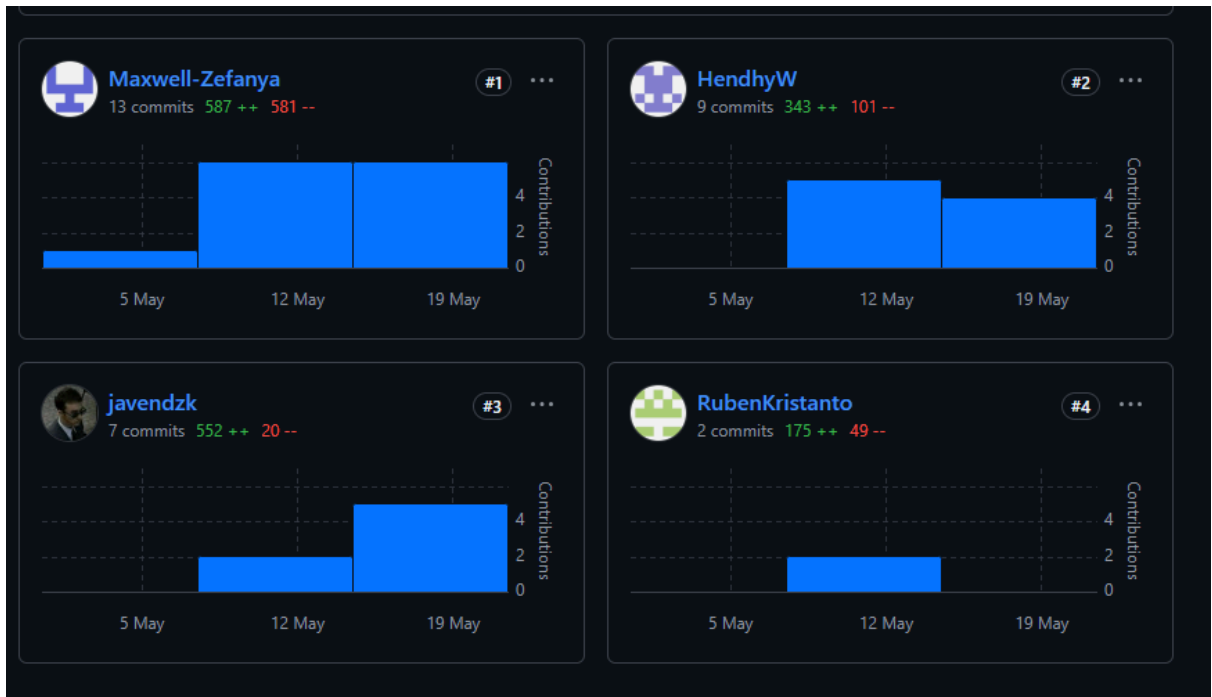 Maxwell-Zefanya #1 ...
13 commits 587 ++ 581 --
Contributions
4
2
0
5 May 12 May 19 May
HendhyW #2 ...
9 commits 343 ++ 101 --
Contributions
4
2
0
5 May 12 May 19 May
javendzk #3 ...
7 commits 552 ++ 20 --
Contributions
4
2
0
5 May 12 May 19 May
RubenKristanto #4 ...
2 commits 175 ++ 49 --
Contributions
4
2
0
5 May 12 May 19 May